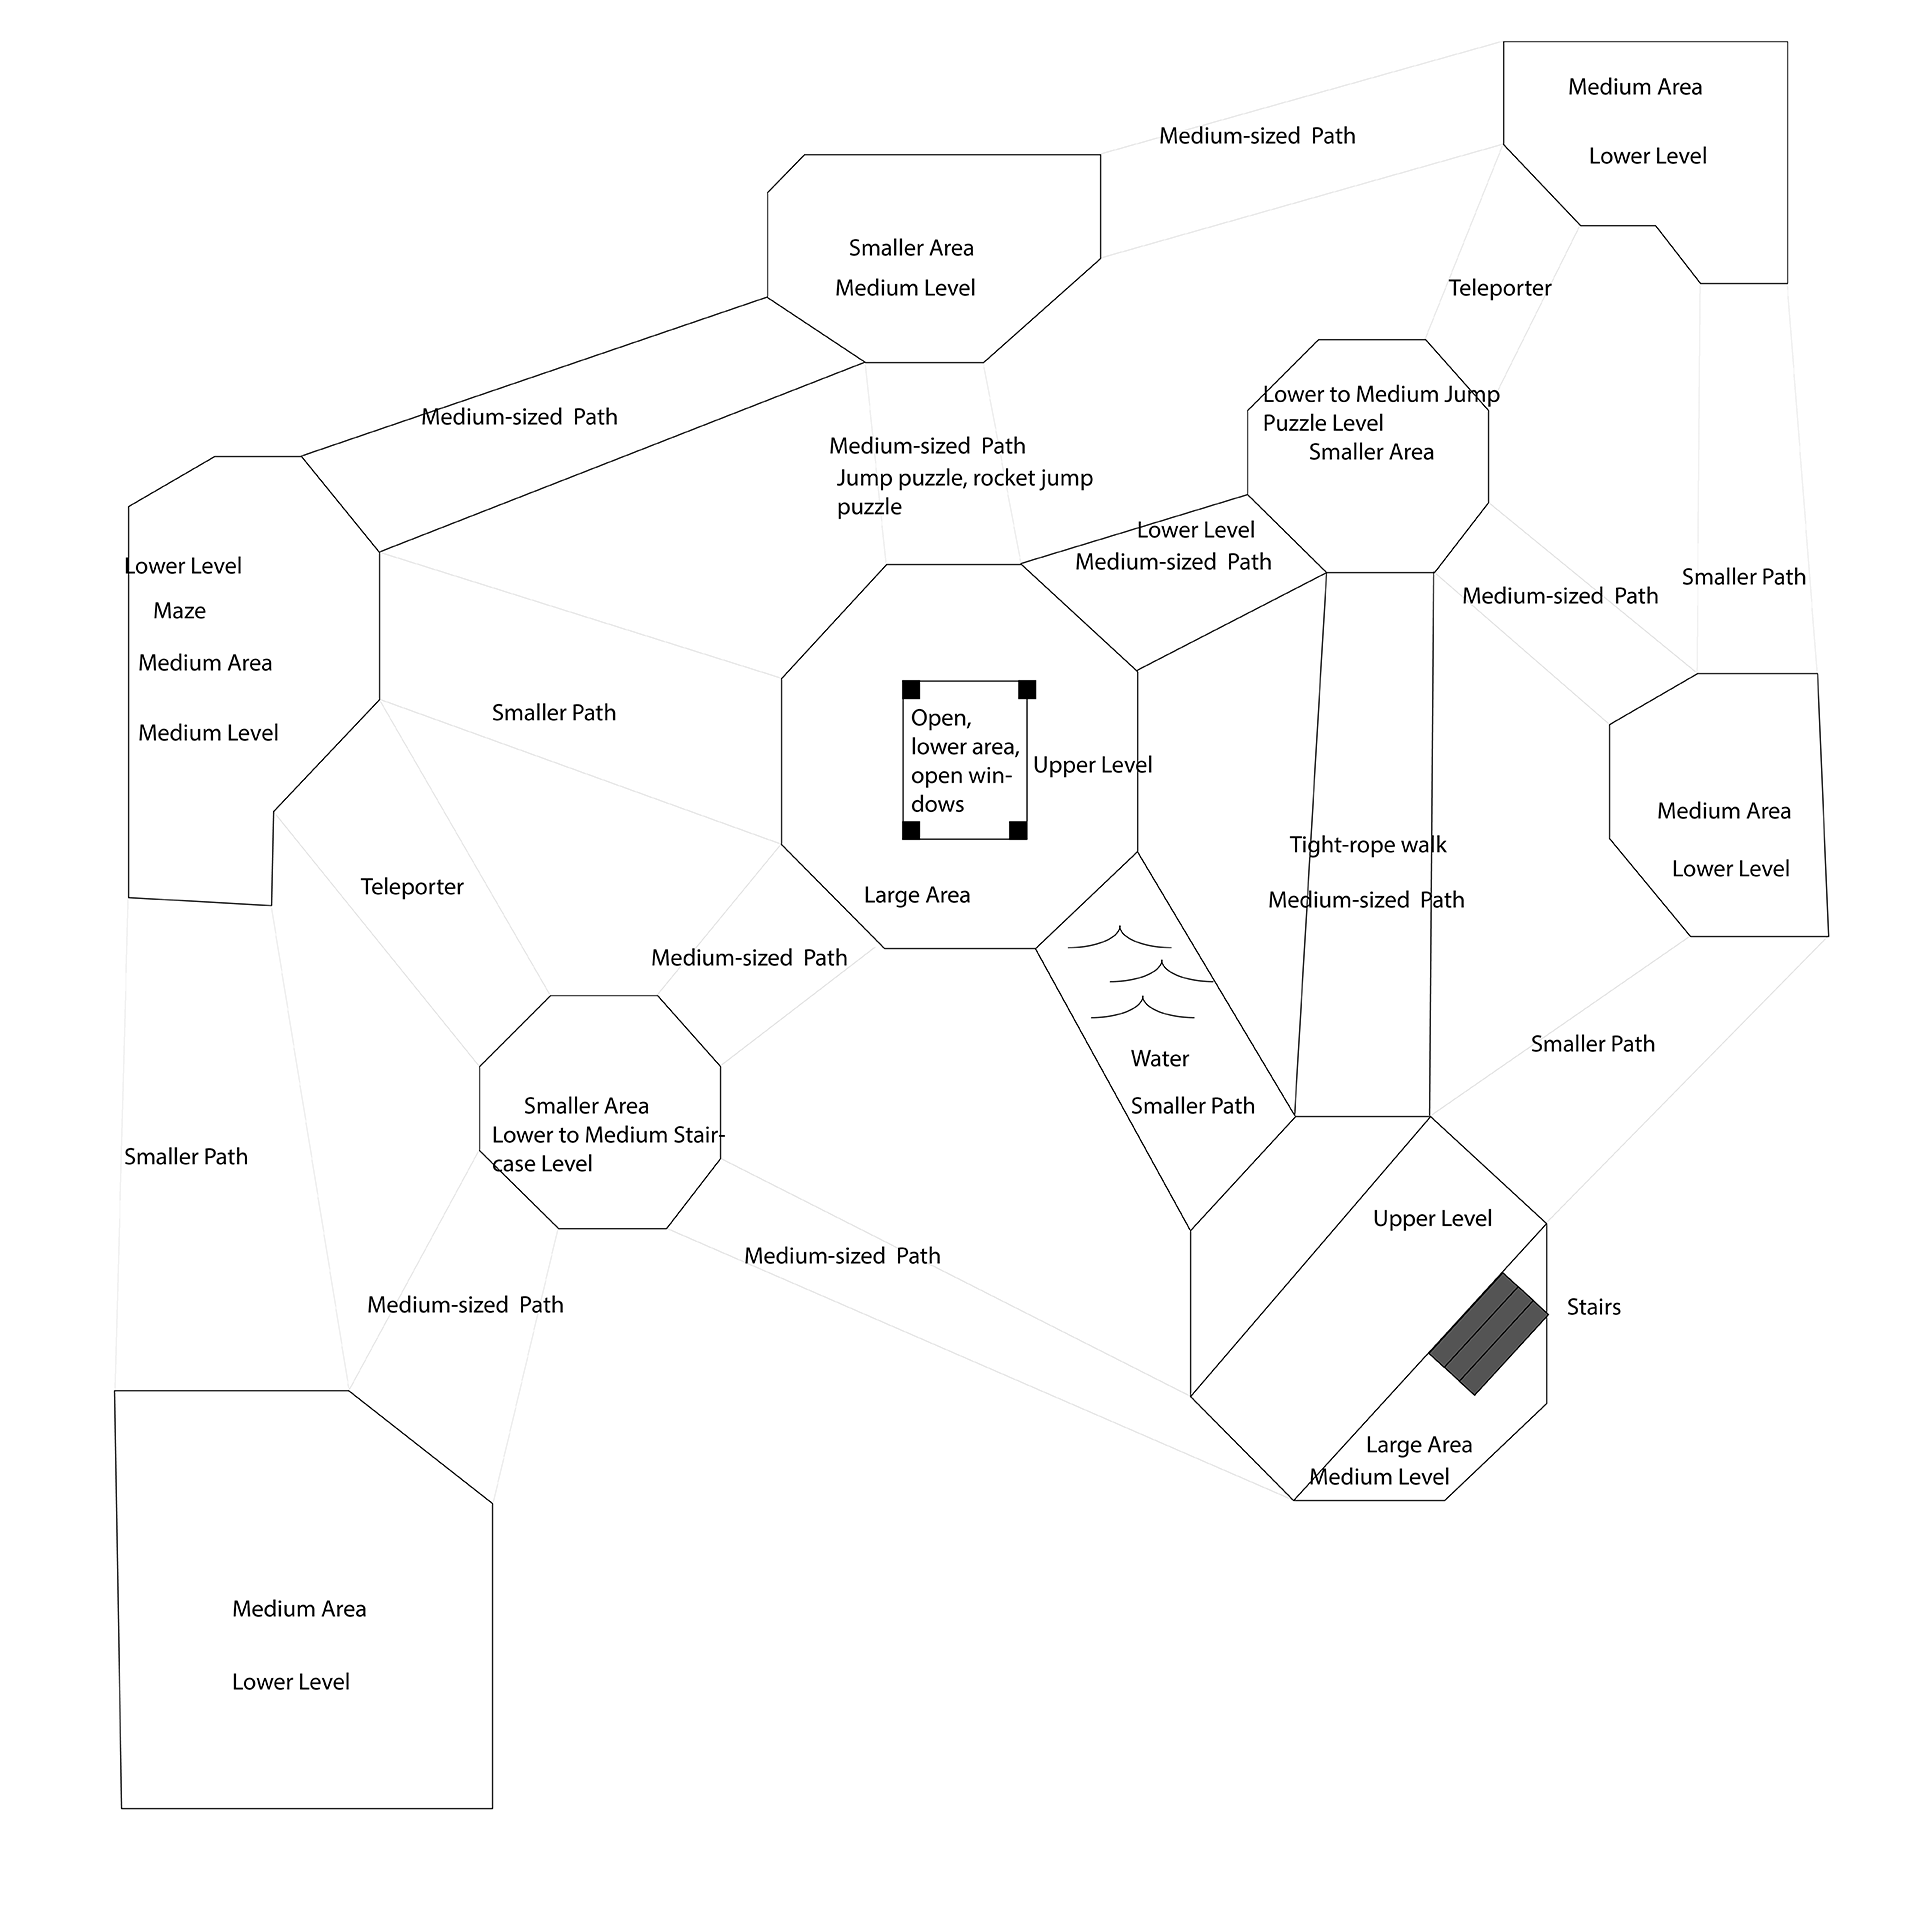 Medium Area
Lower Level
Medium-sized  Path
Smaller Area
Medium Level
Teleporter
Lower to Medium Jump
Puzzle Level
Smaller Area
Medium-sized  Path
Medium-sized  Path
Jump puzzle, rocket jump
puzzle
Lower Level
Medium-sized  Path
Lower Level
Maze
Medium Area
Medium Level
Medium-sized  Path
Smaller Path
Smaller Path
Open,
lower area,
open win-
dows
Upper Level
Large Area
Tight-rope walk
Medium-sized  Path
Medium Area
Lower Level
Teleporter
Medium-sized  Path
Water
Smaller Path
Smaller Path
Smaller Area
Lower to Medium Stair-
case Level
Smaller Path
Medium-sized  Path
Medium-sized  Path
Upper Level
Stairs
Large Area
Medium Level
Medium Area
Lower Level